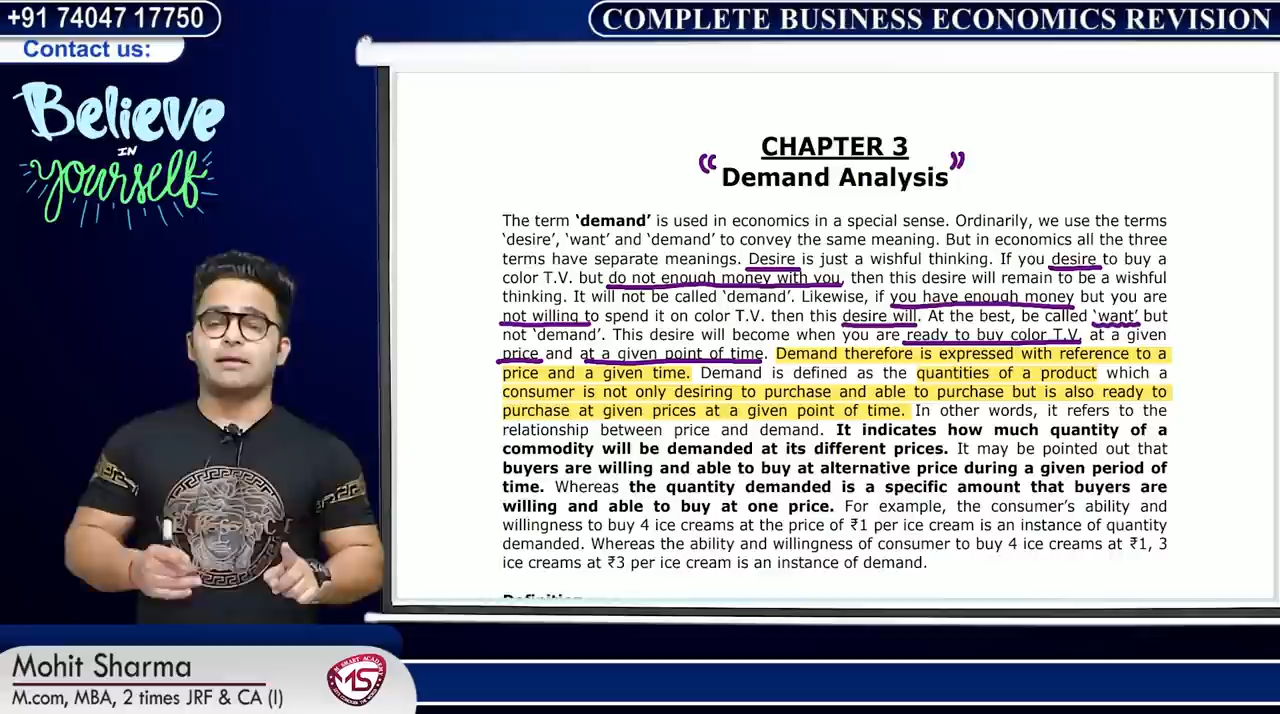 +91 74047 17750
Contact us:
COMPLETE BUSINESS ECONOMICS REVISION
Believe
IN
yourself
CHAPTER 3
“Demand Analysis”
The term ‘demand’ is used in economics in a special sense. Ordinarily, we use the terms
‘desire’, ‘want’ and ‘demand’ to convey the same meaning. But in economics all the three
terms have separate meanings. Desire is just a wishful thinking. If you desire to buy a
color T.V. but do not enough money with you, then this desire will remain to be a wishful
thinking. It will not be called ‘demand’. Likewise, if you have enough money but you are
not willing to spend it on color T.V. then this desire will. At the best, be called ‘want’ but
not ‘demand’. This desire will become when you are ready to buy color T.V. at a given
price and at a given point of time. Demand therefore is expressed with reference to a
price and a given time. Demand is defined as the quantities of a product which a
consumer is not only desiring to purchase and able to purchase but is also ready to
purchase at given prices at a given point of time. In other words, it refers to the
relationship between price and demand. It indicates how much quantity of a
commodity will be demanded at its different prices. It may be pointed out that
buyers are willing and able to buy at alternative price during a given period of
time. Whereas the quantity demanded is a specific amount that buyers are
willing and able to buy at one price. For example, the consumer’s ability and
willingness to buy 4 ice creams at the price of ₹1 per ice cream is an instance of quantity
demanded. Whereas the ability and willingness of consumer to buy 4 ice creams at ₹1, 3
ice creams at ₹3 per ice cream is an instance of demand.
Mohit Sharma
M.com, MBA, 2 times JRF & CA (I)
MS